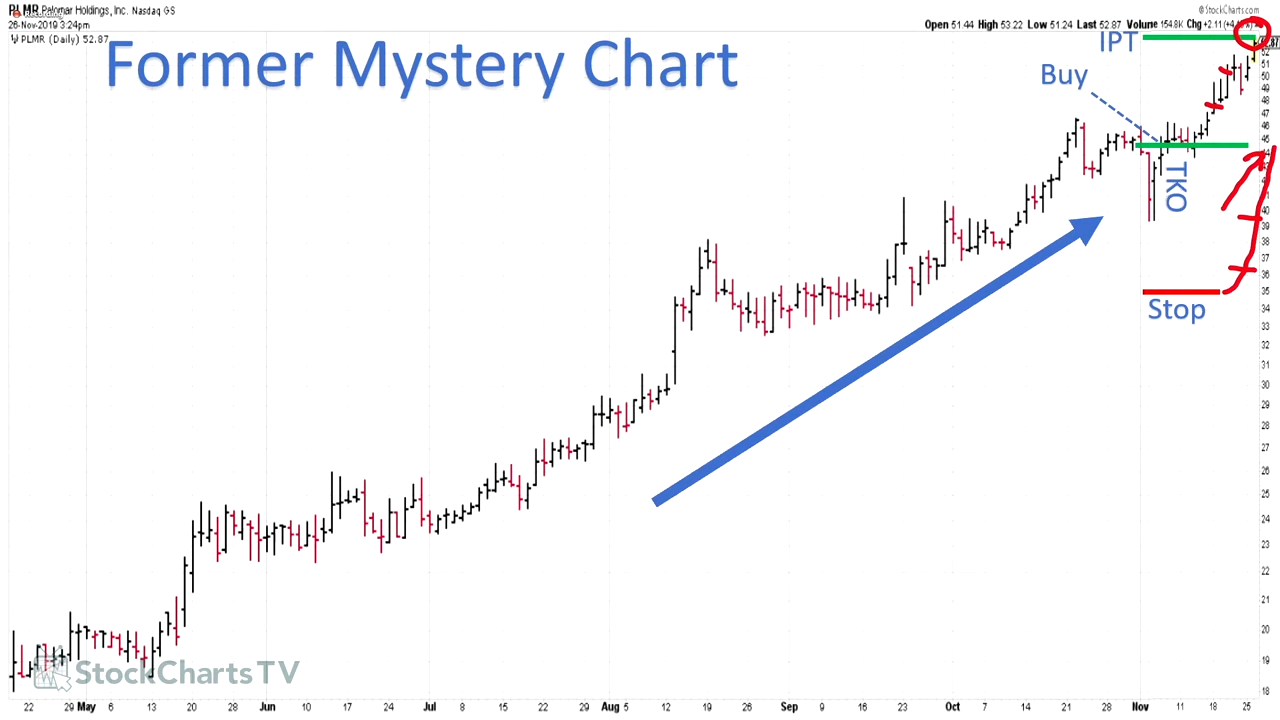 PLMR Palomar Holdings, Inc. Nasdaq GS
© StockCharts.com
26-Nov-2019 3:24pm
Open 51.44 High 53.22 Low 51.24 Last 52.87 Volume 154.8K Chg +2.11
PLMR (Daily) 52.87
Former Mystery Chart
IPT
Buy
TKO
Stop
52
51
50
49
48
47
46
45
44
43
42
41
40
39
38
37
36
35
34
33
32
31
30
29
28
27
26
25
24
23
22
21
20
19
18
StockCharts TV
22 29 May 6 13 20 28 Jun 10 17 24 Jul 8 15 22 Aug 6 12 19 26 Sep 9 16 23 Oct 7 14 21 28 Nov 11 18 25